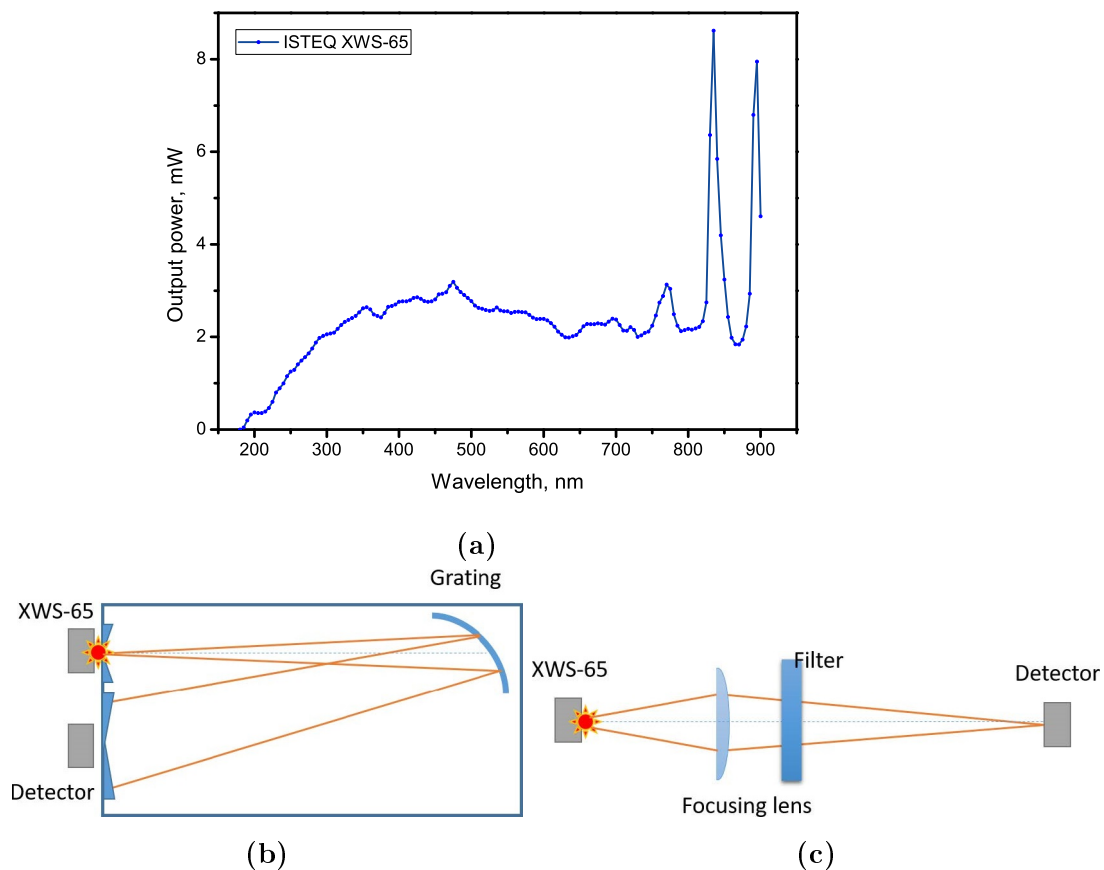 ISTEQ XWS-65
8
6
4
2
0
Output power, mW
200 300 400 500 600 700 800 900
Wavelength, nm
(a)
Grating
XWS-65
Detector
(b)
XWS-65
Filter
Detector
Focusing lens
(c)